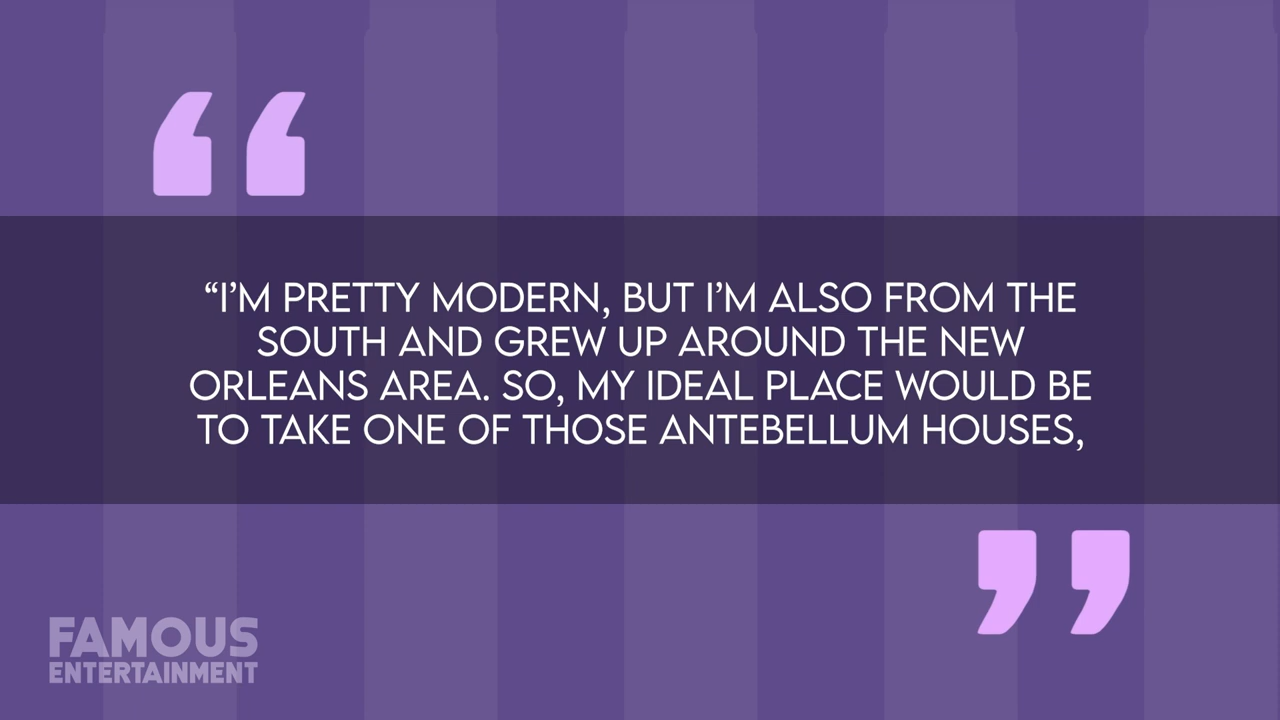 “I’M PRETTY MODERN, BUT I’M ALSO FROM THE
SOUTH AND GREW UP AROUND THE NEW
ORLEANS AREA. SO, MY IDEAL PLACE WOULD BE
TO TAKE ONE OF THOSE ANTEBELLUM HOUSES,
FAMOUS
ENTERTAINMENT